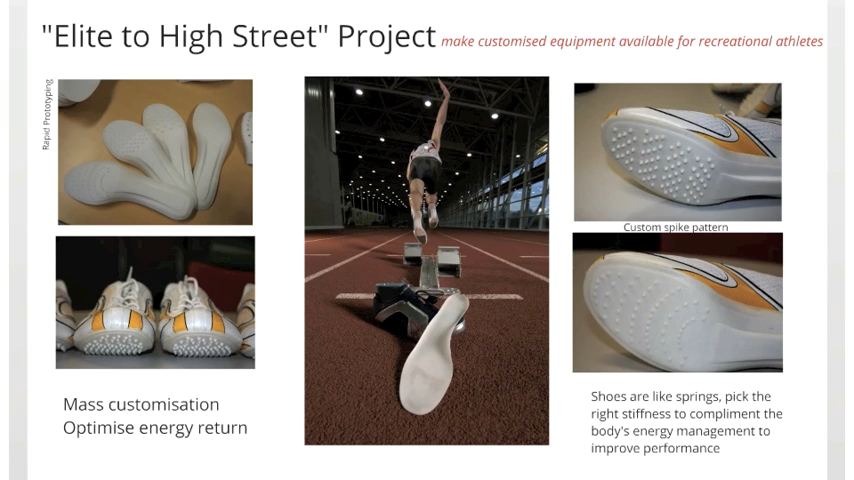 "Elite to High Street" Project make customised equipment available for recreational athletes
Rapid Prototyping
Custom spike pattern
Mass customisation
Optimise energy return
Shoes are like springs, pick the
right stiffness to compliment the
body's energy management to
improve performance